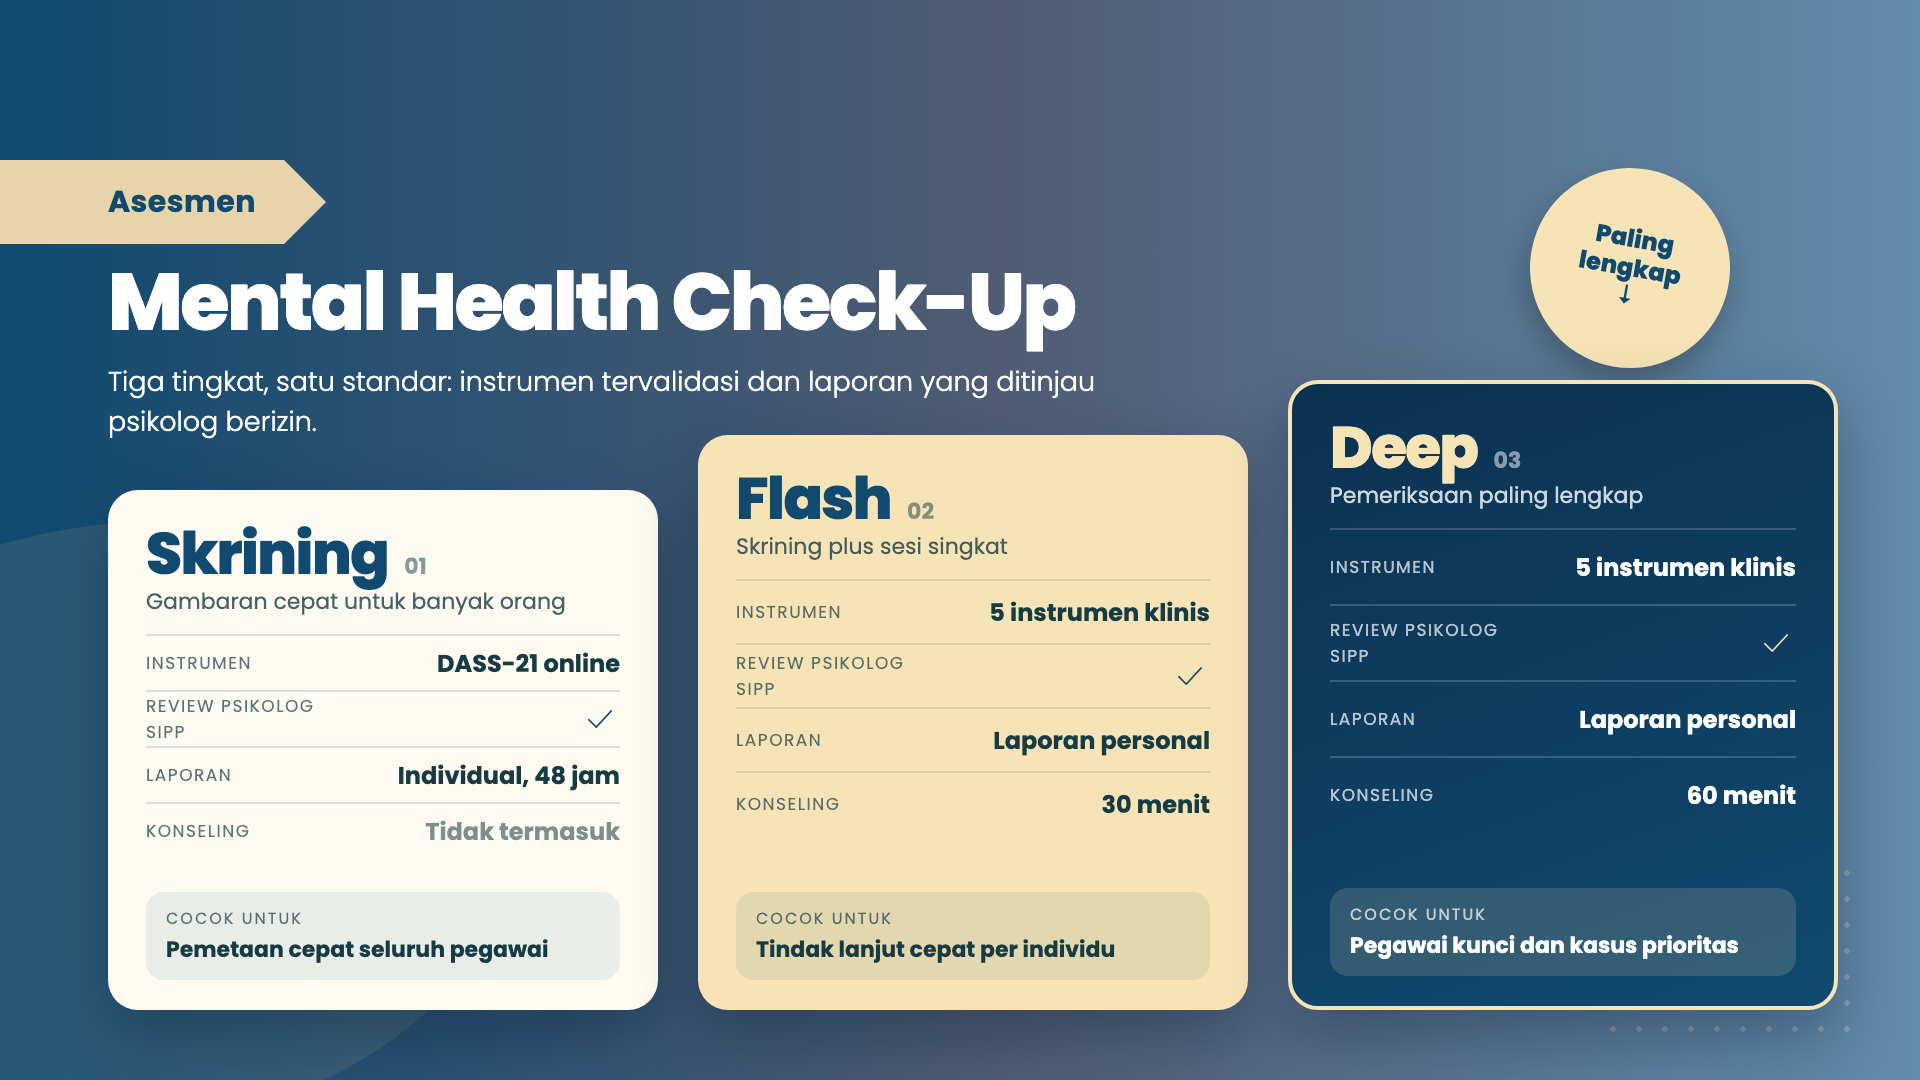 Asesmen
Mental Health Check-Up
Tiga tingkat, satu standar: instrumen tervalidasi dan laporan yang ditinjau
psikolog berizin.
Paling
lengkap
↓
Skrining 01
Gambaran cepat untuk banyak orang
INSTRUMEN DASS-21 online
REVIEW PSIKOLOG
SIPP ✓
LAPORAN Individual, 48 jam
KONSELING Tidak termasuk
COCOK UNTUK
Pemetaan cepat seluruh pegawai
Flash 02
Skrining plus sesi singkat
INSTRUMEN 5 instrumen klinis
REVIEW PSIKOLOG
SIPP ✓
LAPORAN Laporan personal
KONSELING 30 menit
COCOK UNTUK
Tindak lanjut cepat per individu
Deep 03
Pemeriksaan paling lengkap
INSTRUMEN 5 instrumen klinis
REVIEW PSIKOLOG
SIPP ✓
LAPORAN Laporan personal
KONSELING 60 menit
COCOK UNTUK
Pegawai kunci dan kasus prioritas